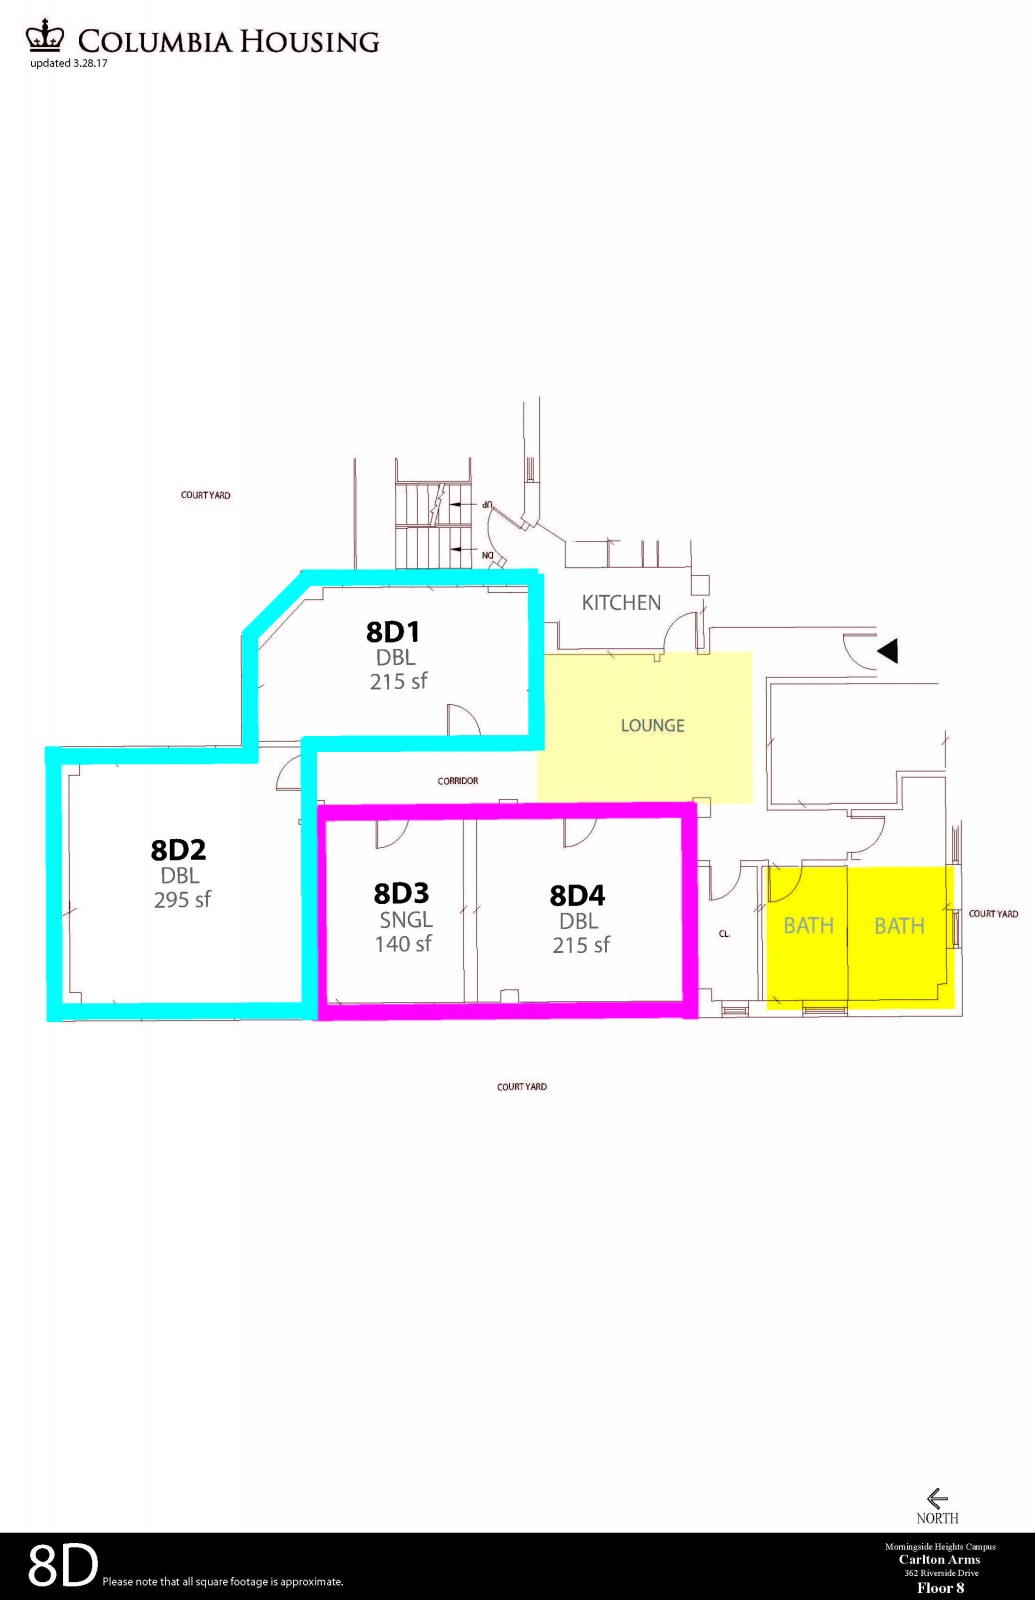 COLUMBIA HOUSING
updated 3.28.17
COURTYARD
UP
DN
KITCHEN
8D1
DBL
215 sf
LOUNGE
CORRIDOR
8D2
DBL
295 sf
8D3
SNGL
140 sf
8D4
DBL
215 sf
CL.
BATH
BATH
COURTYARD
COURTYARD
NORTH
8D
Please note that all square footage is approximate.
Morningside Heights Campus
Carlton Arms
362 Riverside Drive
Floor 8